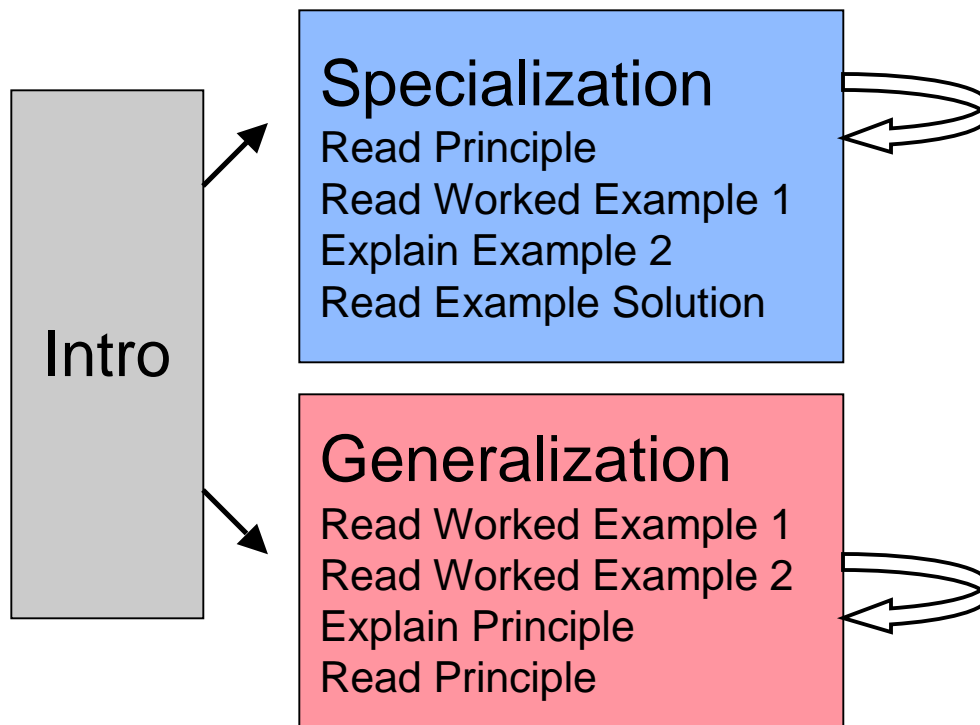 Intro
Specialization
Read Principle
Read Worked Example 1
Explain Example 2
Read Example Solution
Generalization
Read Worked Example 1
Read Worked Example 2
Explain Principle
Read Principle